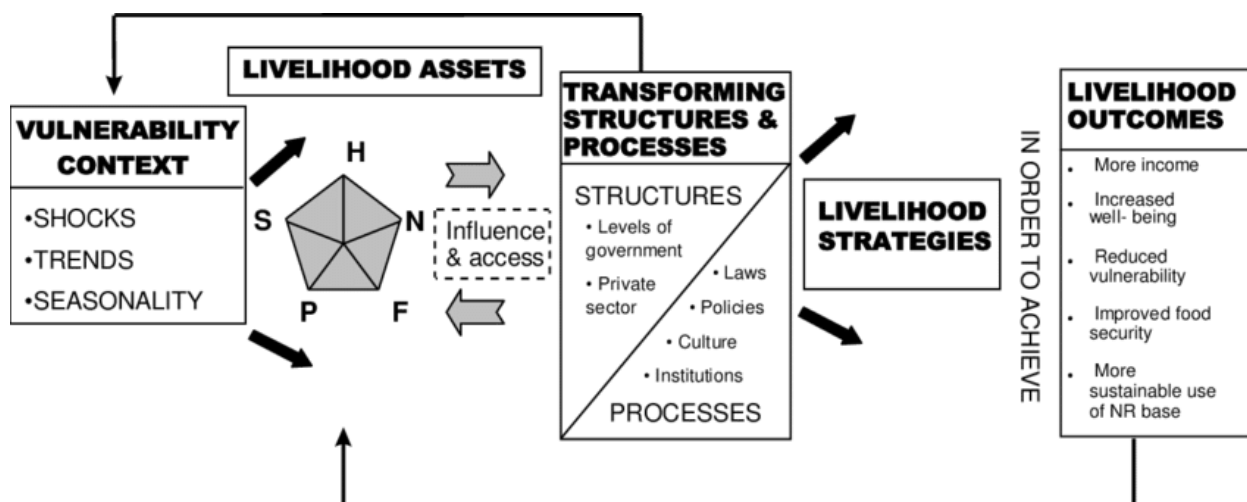 LIVELIHOOD ASSETS
VULNERABILITY
CONTEXT
•SHOCKS
•TRENDS
•SEASONALITY
H
S
N
P
F
Influence
& access
TRANSFORMING
STRUCTURES &
PROCESSES
STRUCTURES
• Levels of
government
• Private
sector
• Laws
• Policies
• Culture
• Institutions
PROCESSES
LIVELIHOOD
STRATEGIES
IN ORDER TO ACHIEVE
LIVELIHOOD
OUTCOMES
• More income
• Increased
well- being
• Reduced
vulnerability
• Improved food
security
• More
sustainable use
of NR base